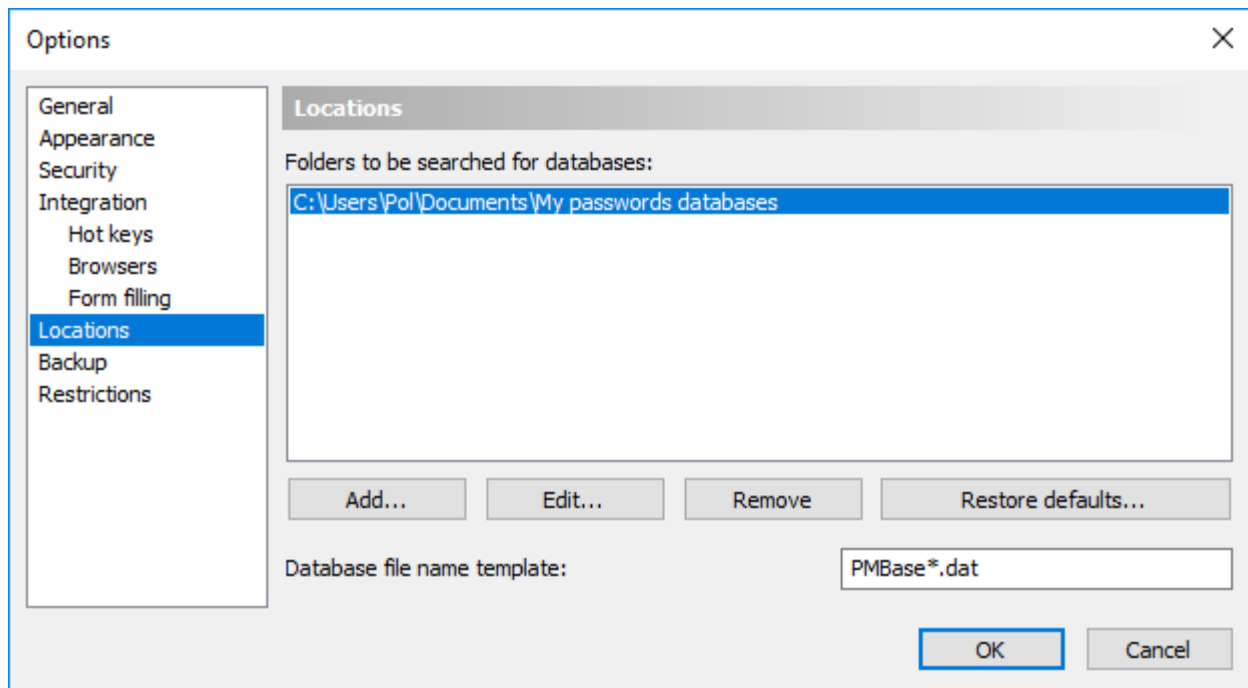 Options
General
Appearance
Security
Integration
Hot keys
Browsers
Form filling
Locations
Backup
Restrictions
Locations
Folders to be searched for databases:
C:\Users\Pol\Documents\My passwords databases
Add...
Edit...
Remove
Restore defaults...
Database file name template:
PMBase*.dat
OK
Cancel